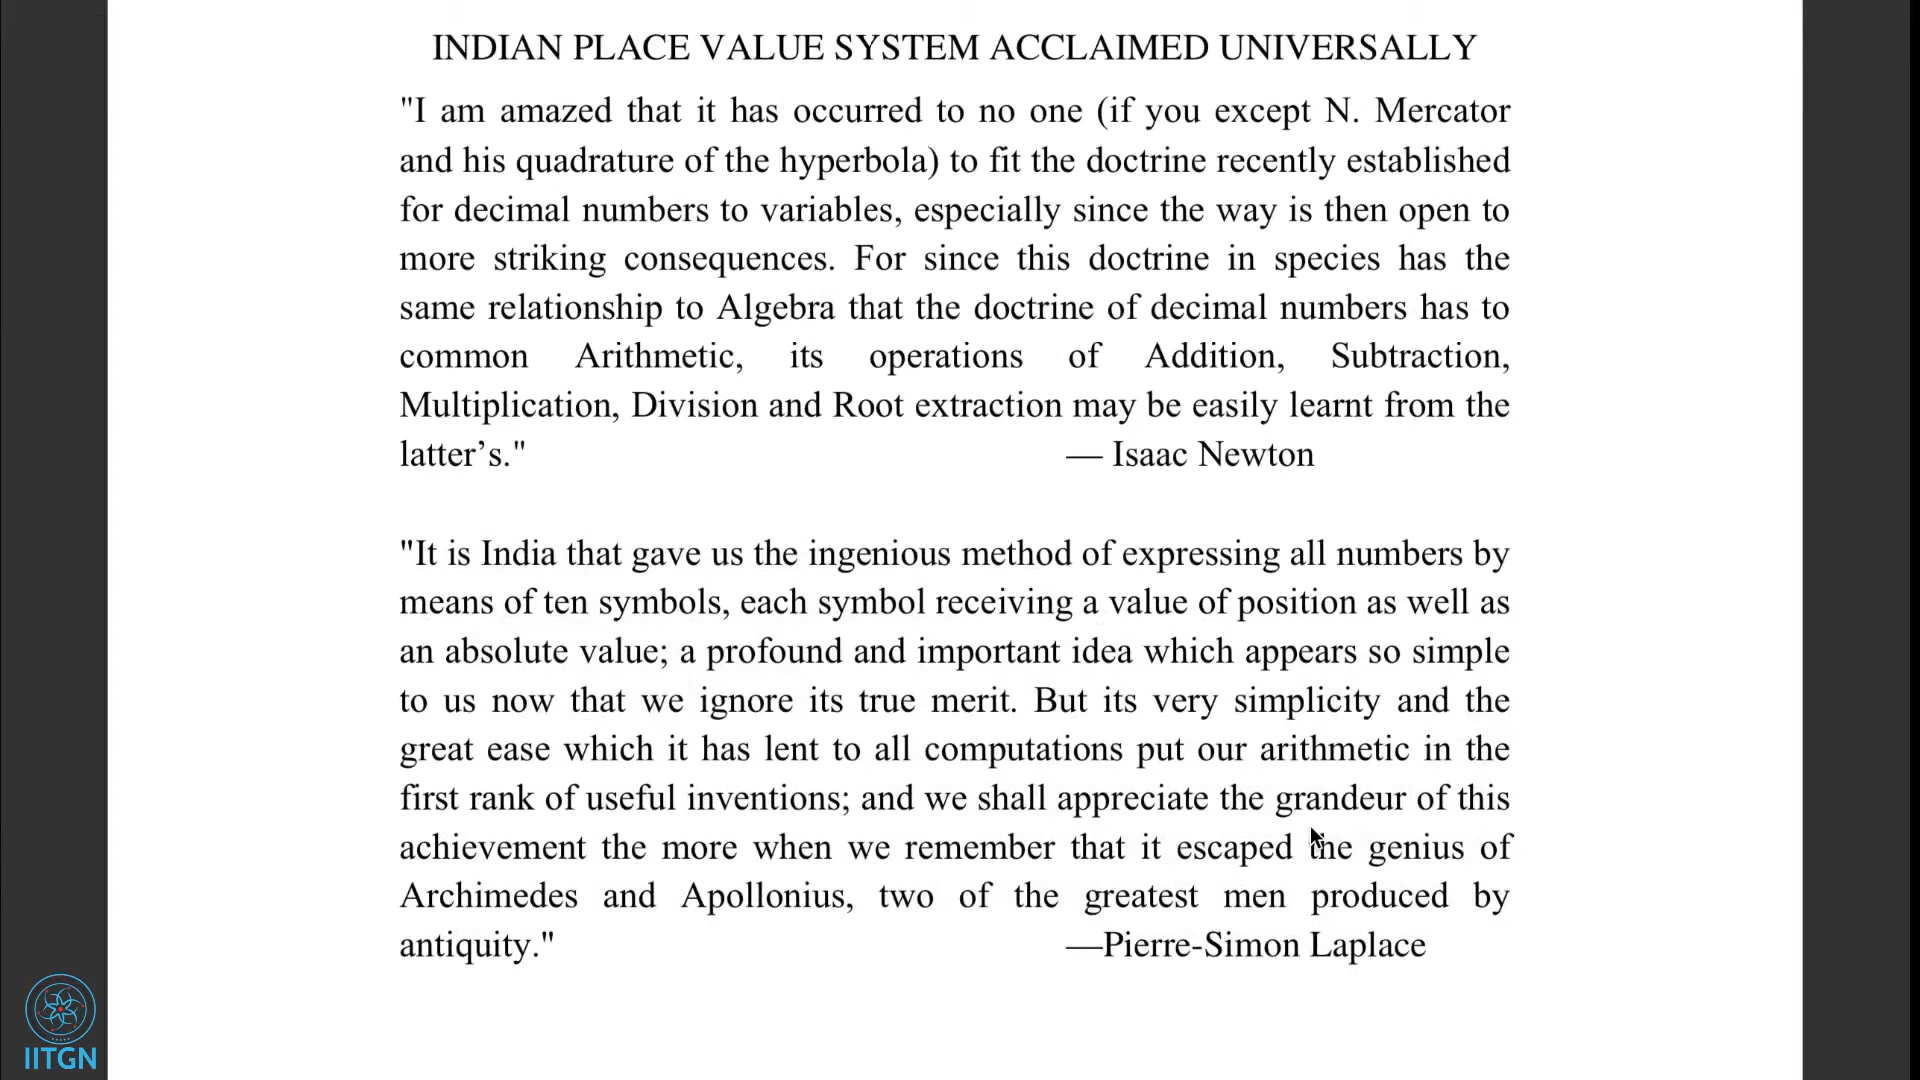 INDIAN PLACE VALUE SYSTEM ACCLAIMED UNIVERSALLY
"I am amazed that it has occurred to no one (if you except N. Mercator
and his quadrature of the hyperbola) to fit the doctrine recently established
for decimal numbers to variables, especially since the way is then open to
more striking consequences. For since this doctrine in species has the
same relationship to Algebra that the doctrine of decimal numbers has to
common Arithmetic, its operations of Addition, Subtraction,
Multiplication, Division and Root extraction may be easily learnt from the
latter’s." — Isaac Newton
"It is India that gave us the ingenious method of expressing all numbers by
means of ten symbols, each symbol receiving a value of position as well as
an absolute value; a profound and important idea which appears so simple
to us now that we ignore its true merit. But its very simplicity and the
great ease which it has lent to all computations put our arithmetic in the
first rank of useful inventions; and we shall appreciate the grandeur of this
achievement the more when we remember that it escaped the genius of
Archimedes and Apollonius, two of the greatest men produced by
antiquity." —Pierre-Simon Laplace
IITGN